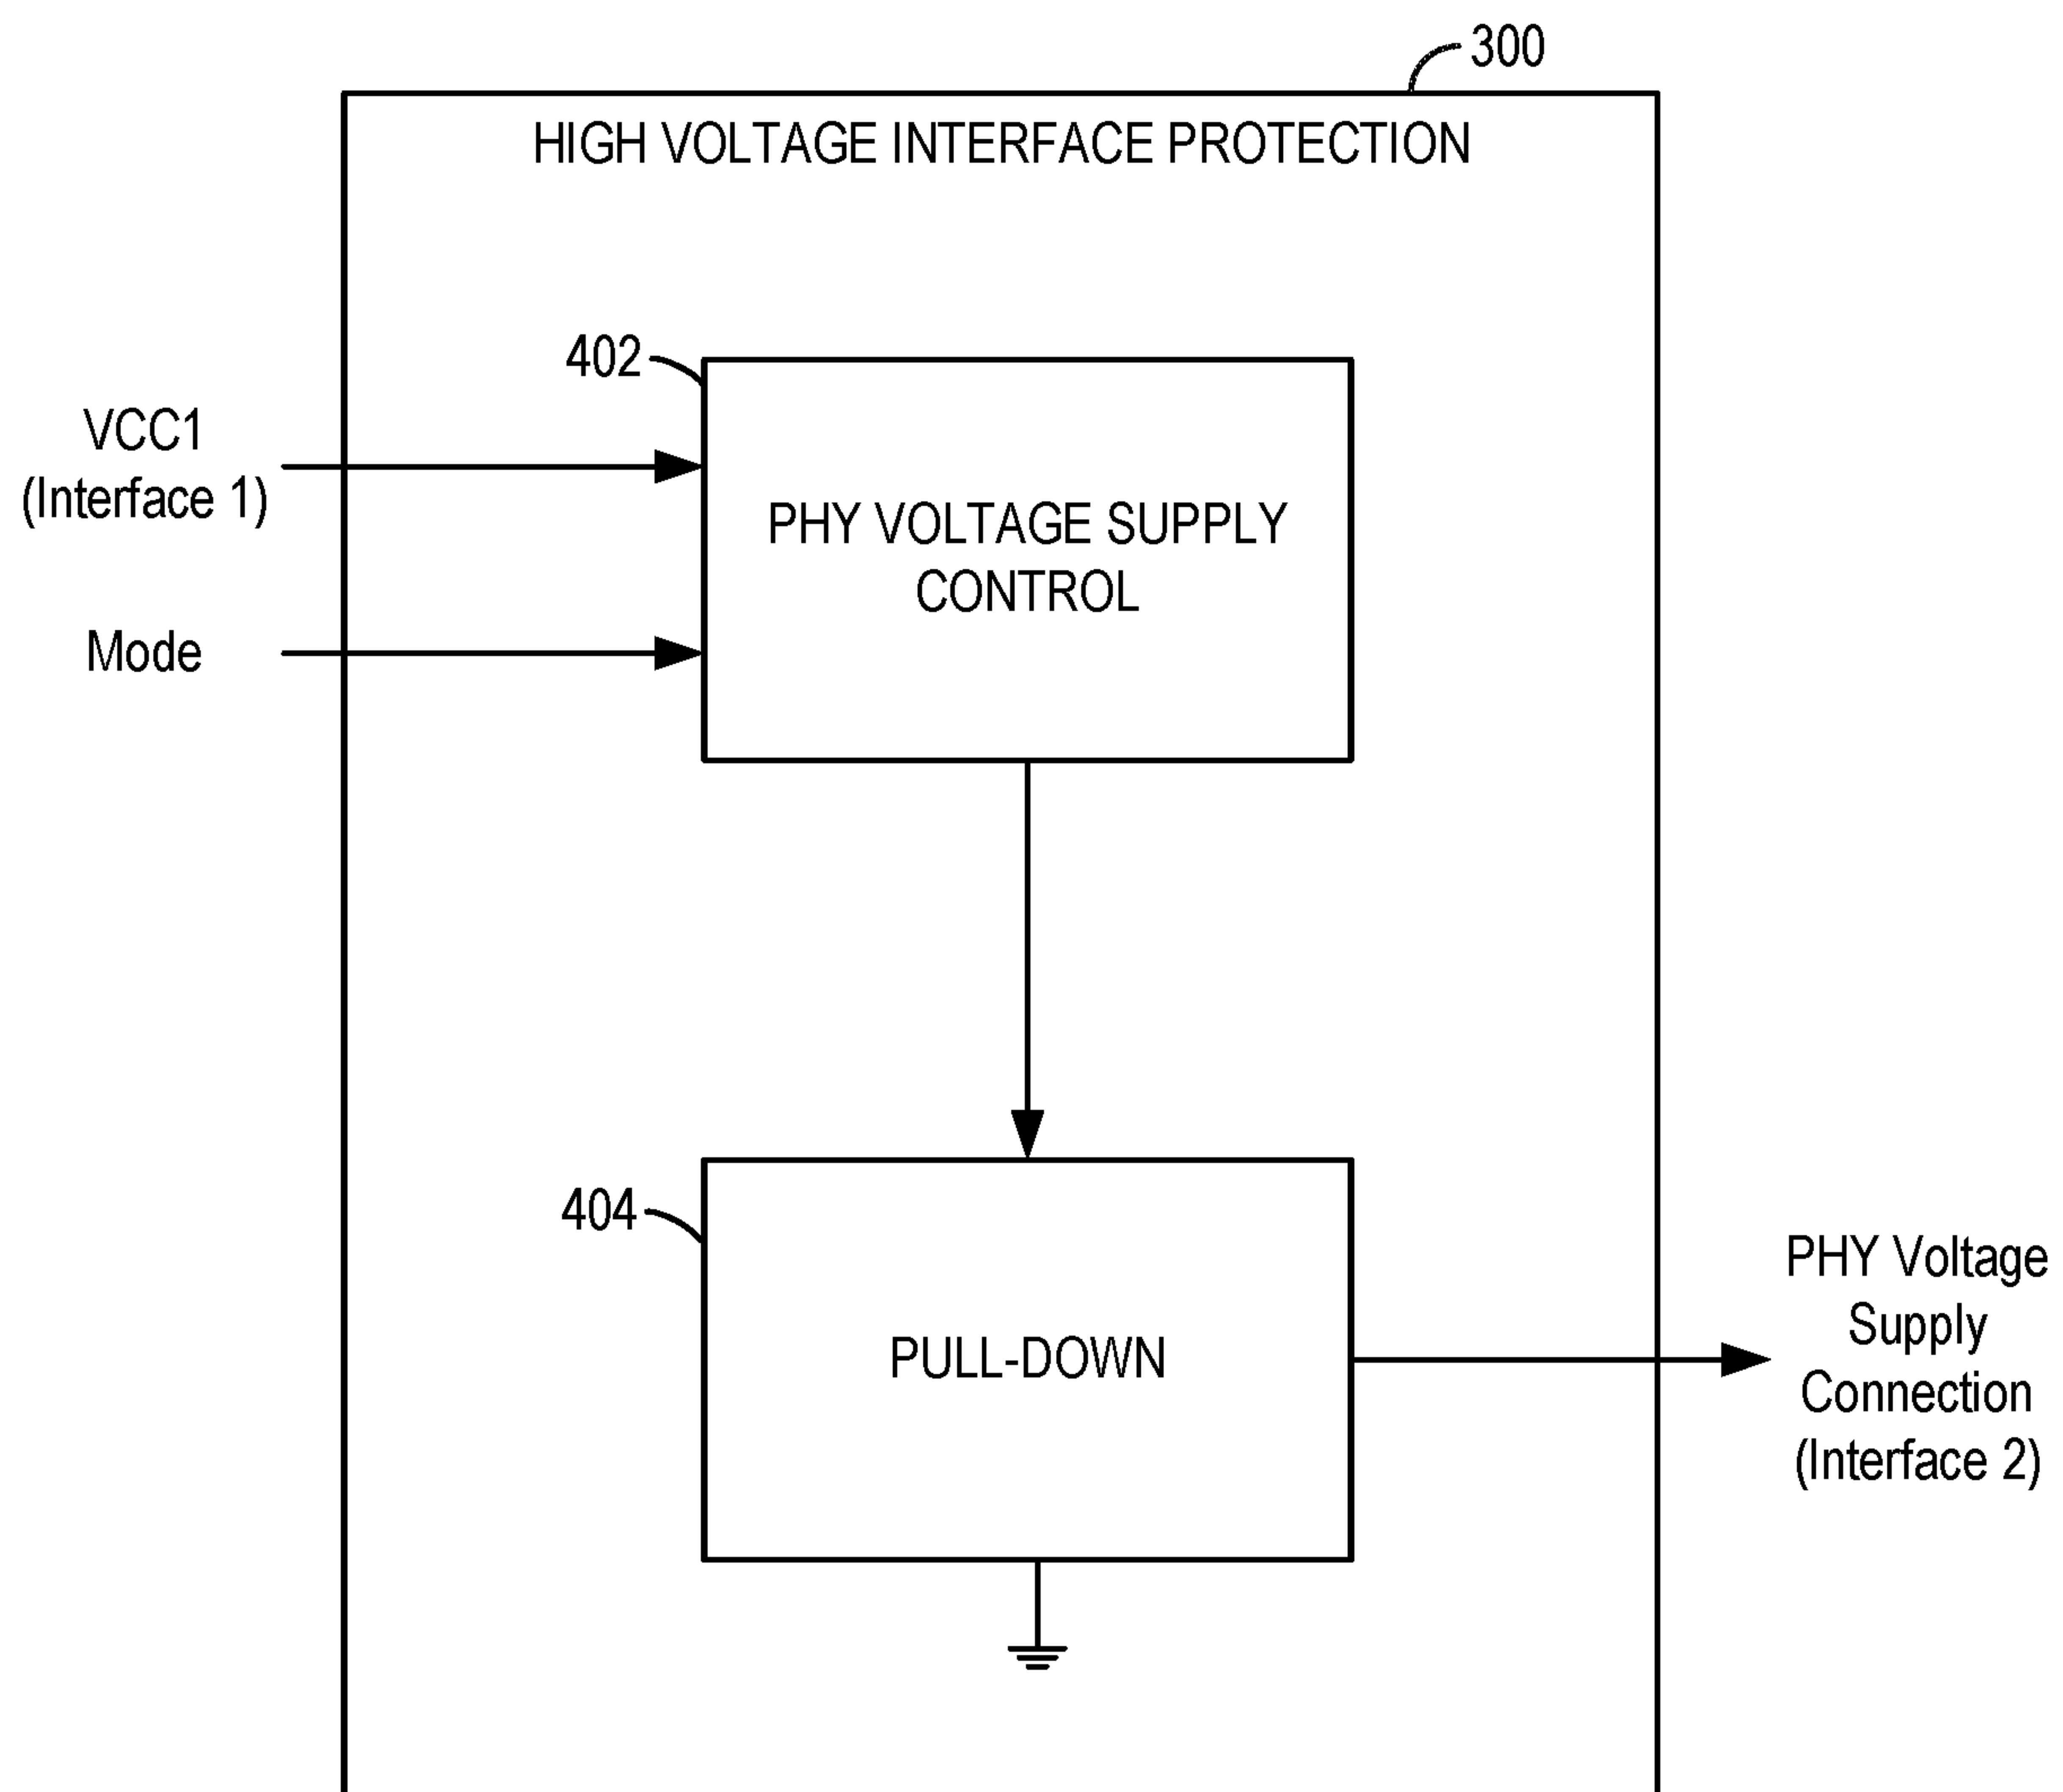 300
HIGH VOLTAGE INTERFACE PROTECTION
402
VCC1
(Interface 1)
PHY VOLTAGE SUPPLY
CONTROL
Mode
404
PULL-DOWN
PHY Voltage
Supply
Connection
(Interface 2)